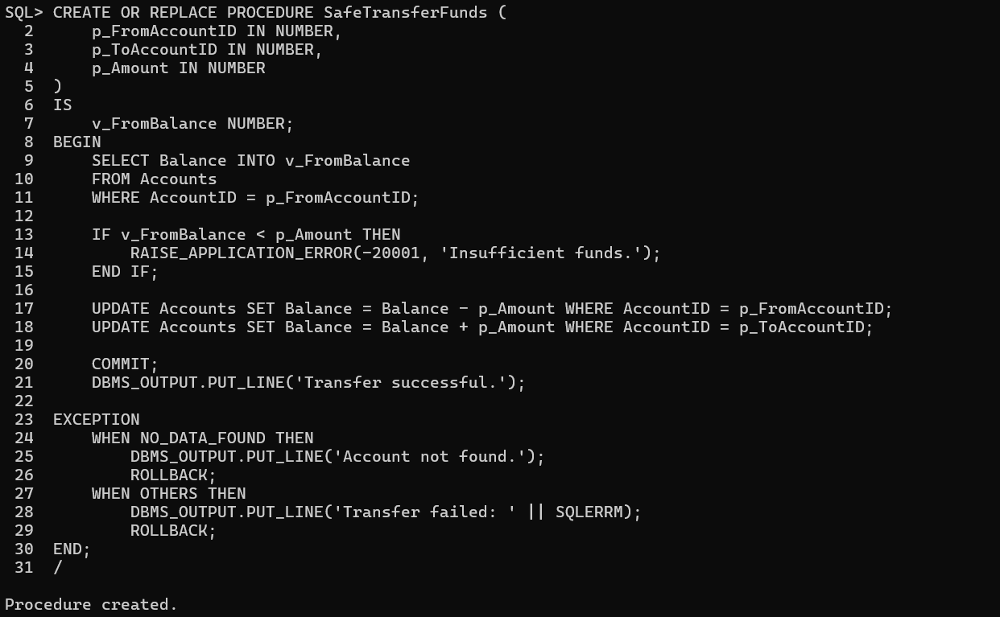 SQL> CREATE OR REPLACE PROCEDURE SafeTransferFunds (
  2      p_FromAccountID IN NUMBER,
  3      p_ToAccountID IN NUMBER,
  4      p_Amount IN NUMBER
  5  )
  6  IS
  7      v_FromBalance NUMBER;
  8  BEGIN
  9      SELECT Balance INTO v_FromBalance
 10      FROM Accounts
 11      WHERE AccountID = p_FromAccountID;
 12
 13      IF v_FromBalance < p_Amount THEN
 14          RAISE_APPLICATION_ERROR(-20001, 'Insufficient funds.');
 15      END IF;
 16
 17      UPDATE Accounts SET Balance = Balance - p_Amount WHERE AccountID = p_FromAccountID;
 18      UPDATE Accounts SET Balance = Balance + p_Amount WHERE AccountID = p_ToAccountID;
 19
 20      COMMIT;
 21      DBMS_OUTPUT.PUT_LINE('Transfer successful.');
 22
 23  EXCEPTION
 24      WHEN NO_DATA_FOUND THEN
 25          DBMS_OUTPUT.PUT_LINE('Account not found.');
 26          ROLLBACK;
 27      WHEN OTHERS THEN
 28          DBMS_OUTPUT.PUT_LINE('Transfer failed: ' || SQLERRM);
 29          ROLLBACK;
 30  END;
 31  /
Procedure created.